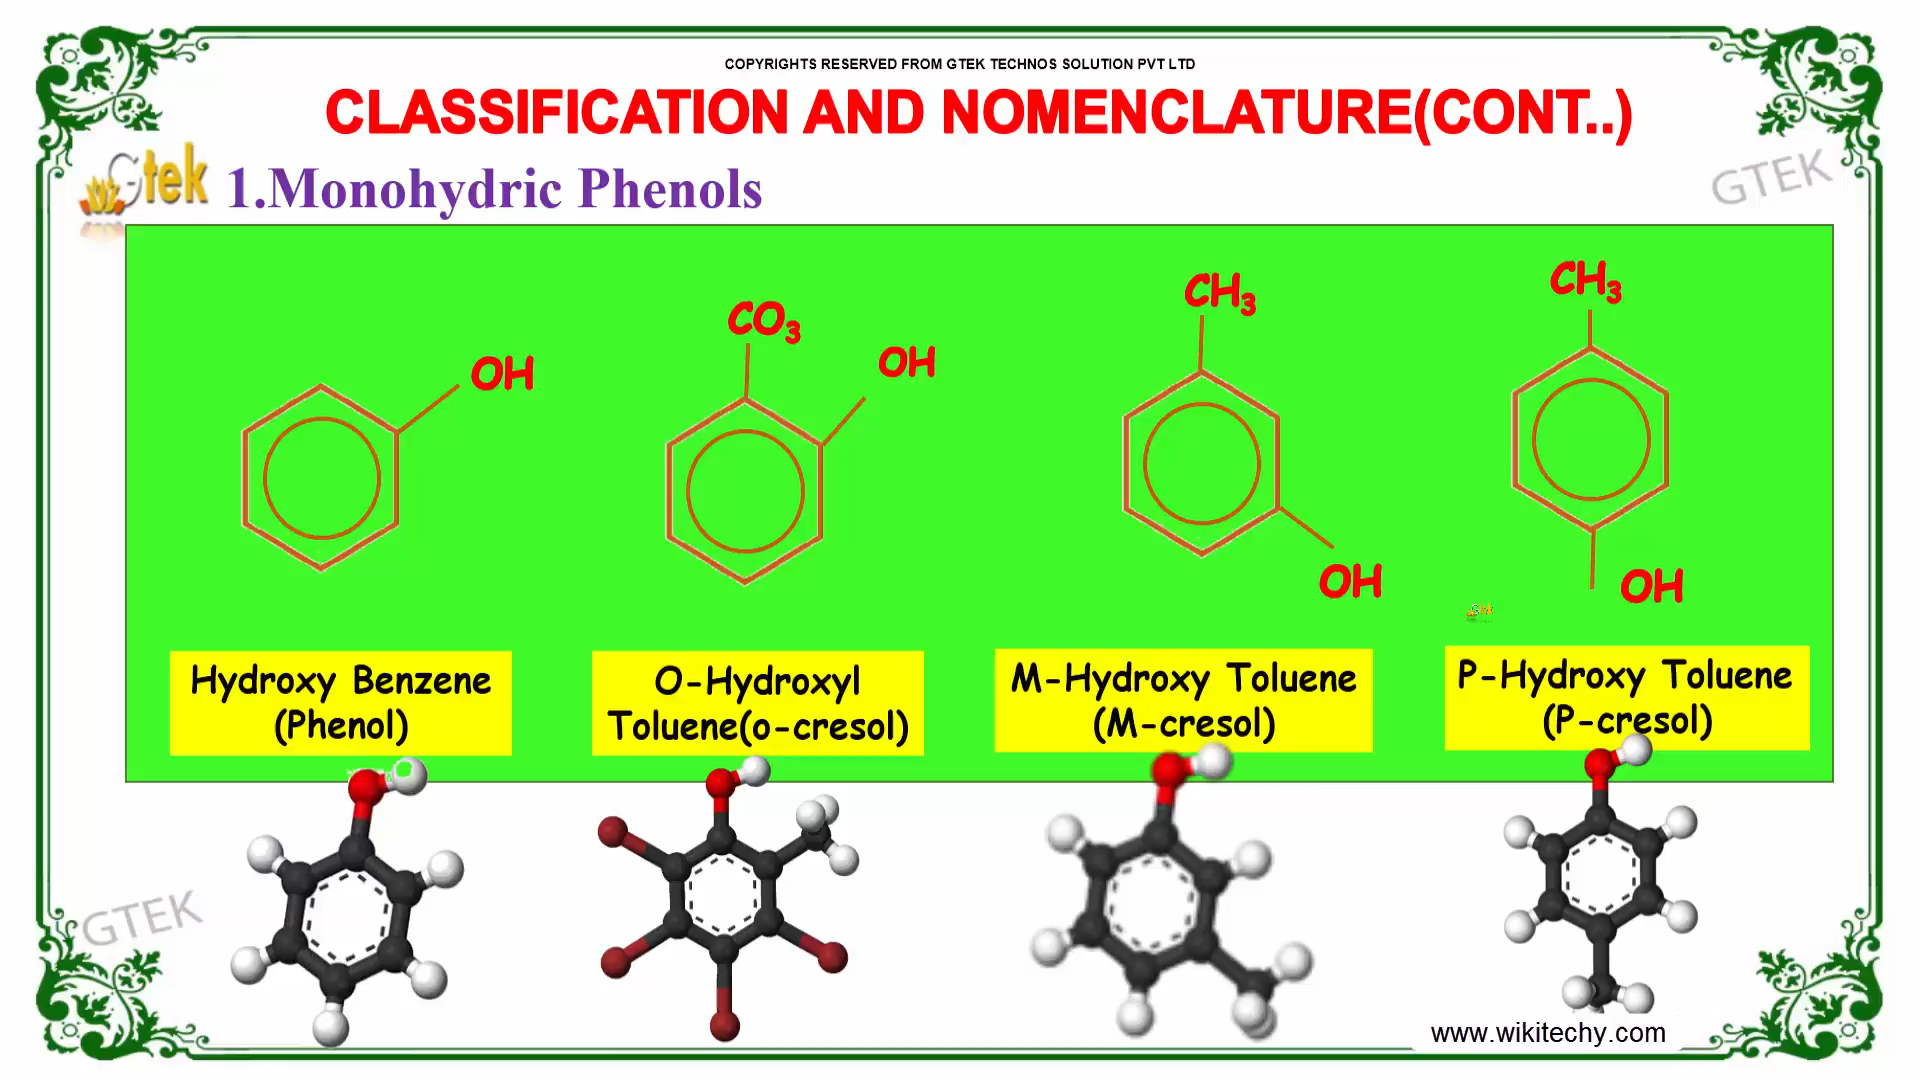 COPYRIGHTS RESERVED FROM GTEK TECHNOS SOLUTION PVT LTD
CLASSIFICATION AND NOMENCLATURE(CONT..)
Gtek
1.Monohydric Phenols
GTEK
OH
CO₃
OH
CH₃
OH
CH₃
OH
Gtek
Hydroxy Benzene
(Phenol)
O-Hydroxyl
Toluene(o-cresol)
M-Hydroxy Toluene
(M-cresol)
P-Hydroxy Toluene
(P-cresol)
GTEK
www.wikitechy.com